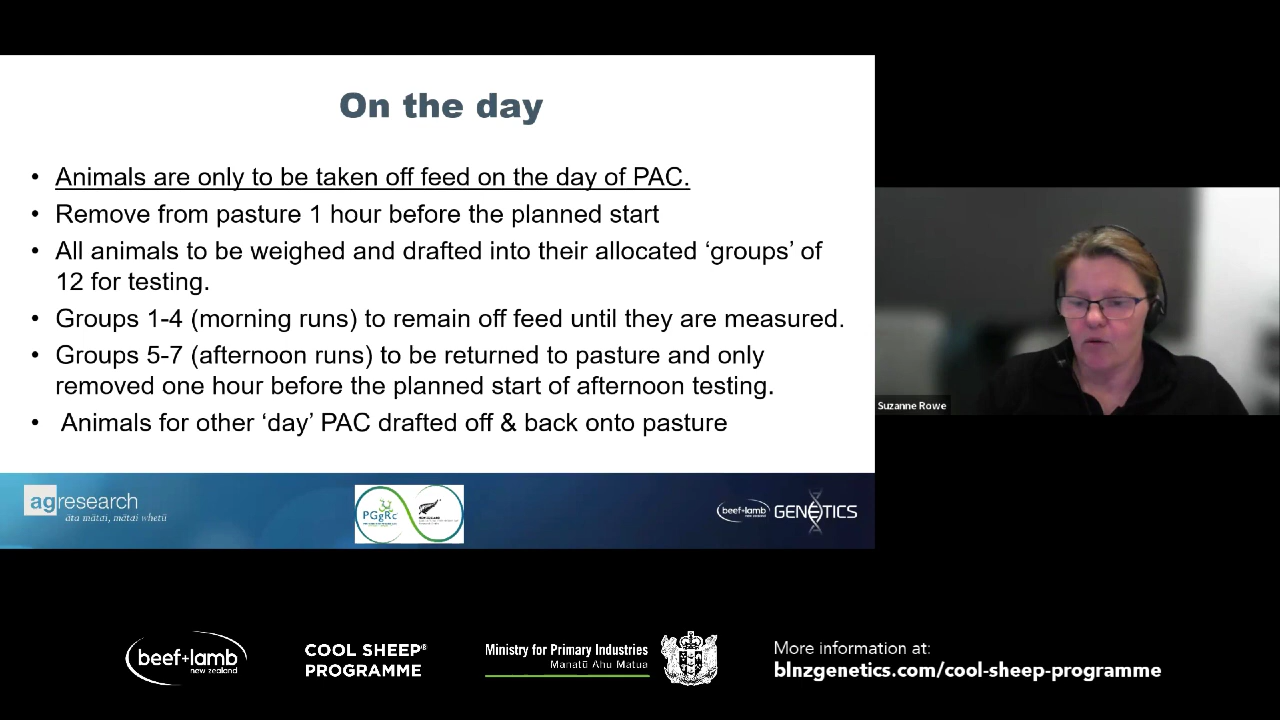 On the day
• Animals are only to be taken off feed on the day of PAC.
• Remove from pasture 1 hour before the planned start
• All animals to be weighed and drafted into their allocated ‘groups’ of
12 for testing.
• Groups 1-4 (morning runs) to remain off feed until they are measured.
• Groups 5-7 (afternoon runs) to be returned to pasture and only
removed one hour before the planned start of afternoon testing.
• Animals for other ‘day’ PAC drafted off & back onto pasture
Suzanne Rowe
agresearch
āta mātai, mātai whetū
PGgRc
beef+lamb
GENETICS
beef+lamb
new zealand
COOL SHEEP®
PROGRAMME
Ministry for Primary Industries
Manatū Ahu Matua
More information at:
blnzgenetics.com/cool-sheep-programme